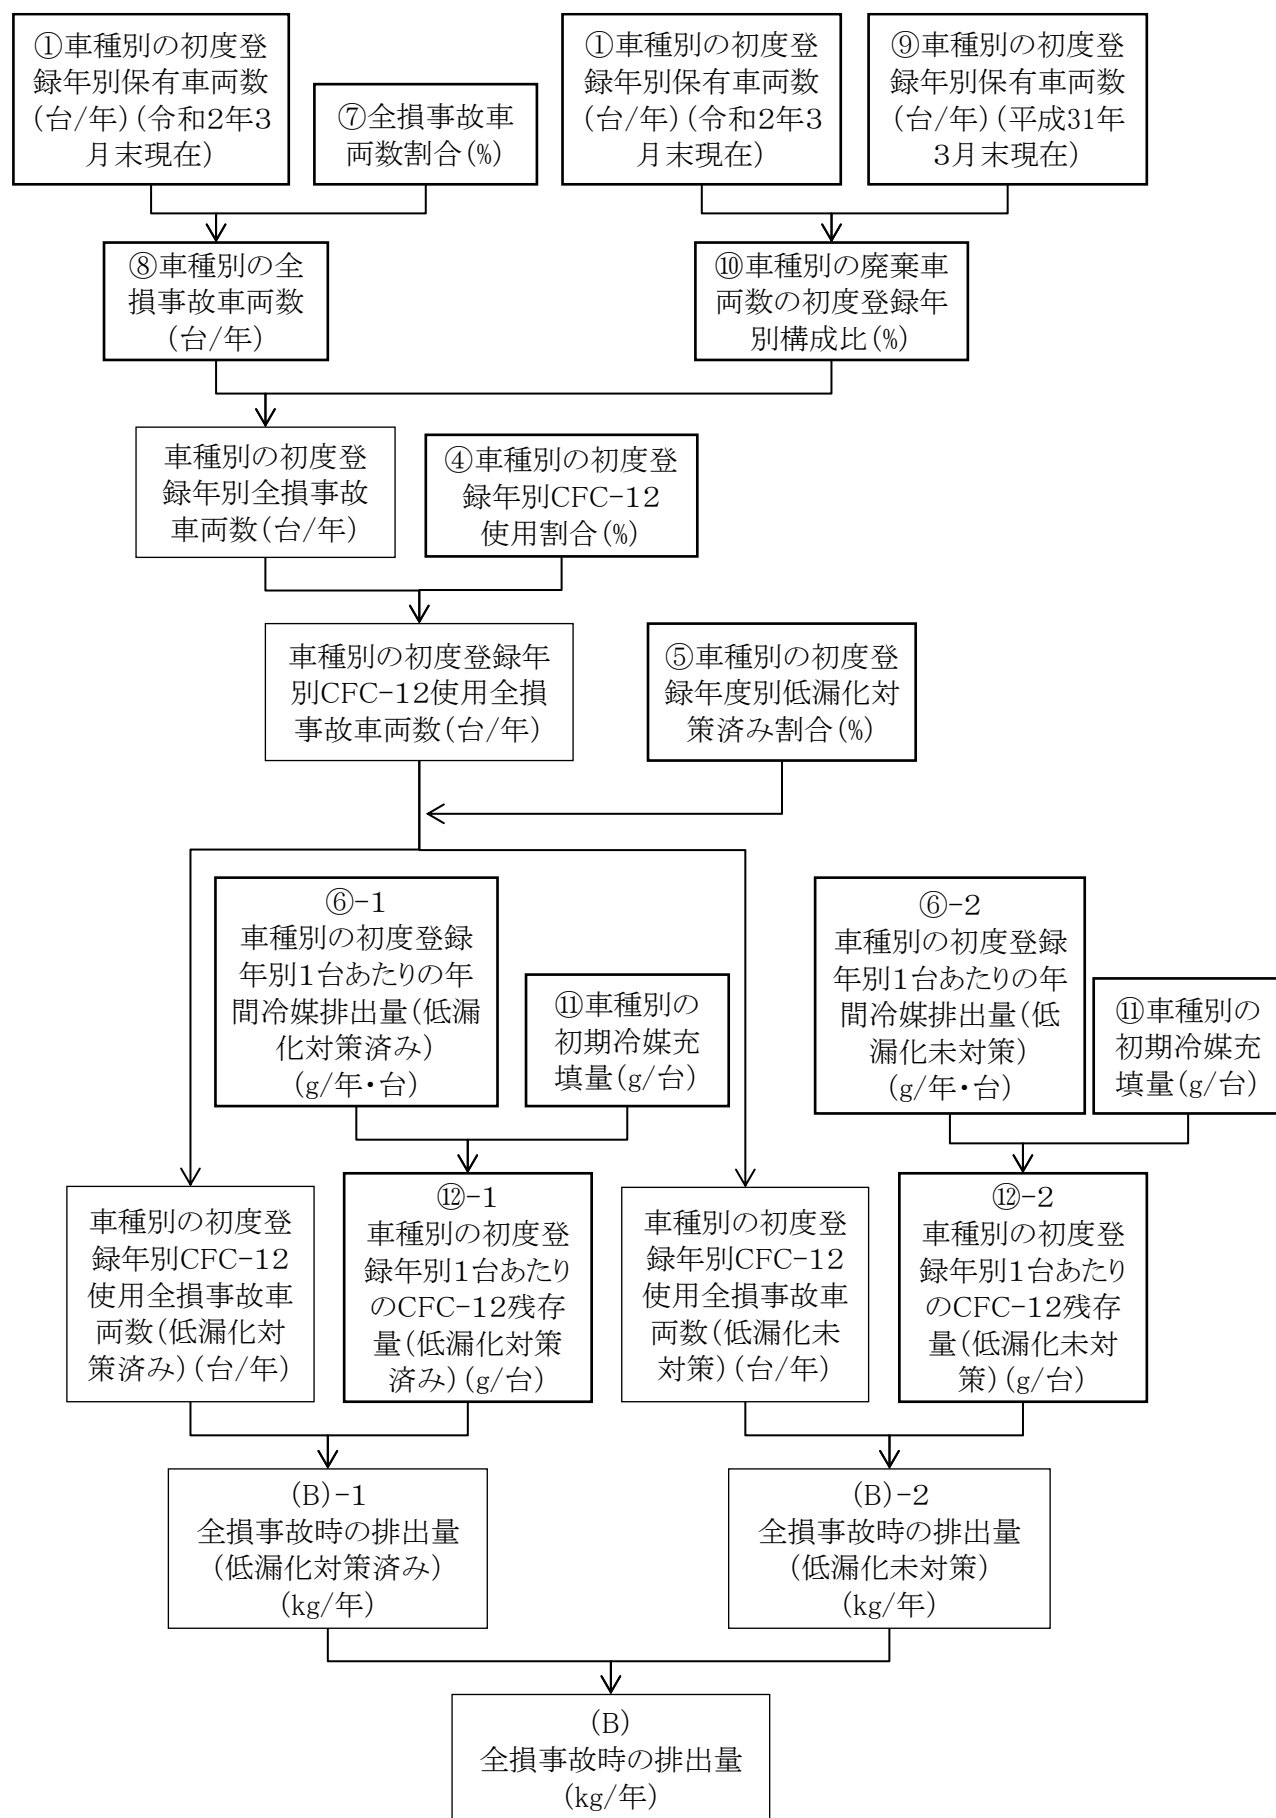 ①車種別の初度登
録年別保有車両数
(台/年)(令和2年3
月末現在)
⑦全損事故車
両数割合(%)
①車種別の初度登
録年別保有車両数
(台/年)(令和2年3
月末現在)
⑨車種別の初度登
録年別保有車両数
(台/年)(平成31年
3月末現在)
⑧車種別の全
損事故車両数
(台/年)
⑩車種別の廃棄車
両数の初度登録年
別構成比(%)
車種別の初度登
録年別全損事故
車両数(台/年)
④車種別の初度登
録年別CFC-12
使用割合(%)
車種別の初度登録年
別CFC-12使用全損
事故車両数(台/年)
⑤車種別の初度登
録年度別低漏化対
策済み割合(%)
⑥-1
車種別の初度登録
年別1台あたりの年
間冷媒排出量(低漏
化対策済み)
(g/年・台)
⑪車種別の
初期冷媒充
填量(g/台)
⑥-2
車種別の初度登録
年別1台あたりの年
間冷媒排出量(低
漏化未対策)
(g/年・台)
⑪車種別の
初期冷媒充
填量(g/台)
車種別の初度登
録年別CFC-12
使用全損事故車
両数(低漏化対
策済み)(台/年)
⑫-1
車種別の初度登
録年別1台あたり
のCFC-12残存
量(低漏化対策
済み)(g/台)
車種別の初度登
録年別CFC-12
使用全損事故車
両数(低漏化未
対策)(台/年)
⑫-2
車種別の初度登
録年別1台あたり
のCFC-12残存
量(低漏化未対
策)(g/台)
(B)-1
全損事故時の排出量
(低漏化対策済み)
(kg/年)
(B)-2
全損事故時の排出量
(低漏化未対策)
(kg/年)
(B)
全損事故時の排出量
(kg/年)